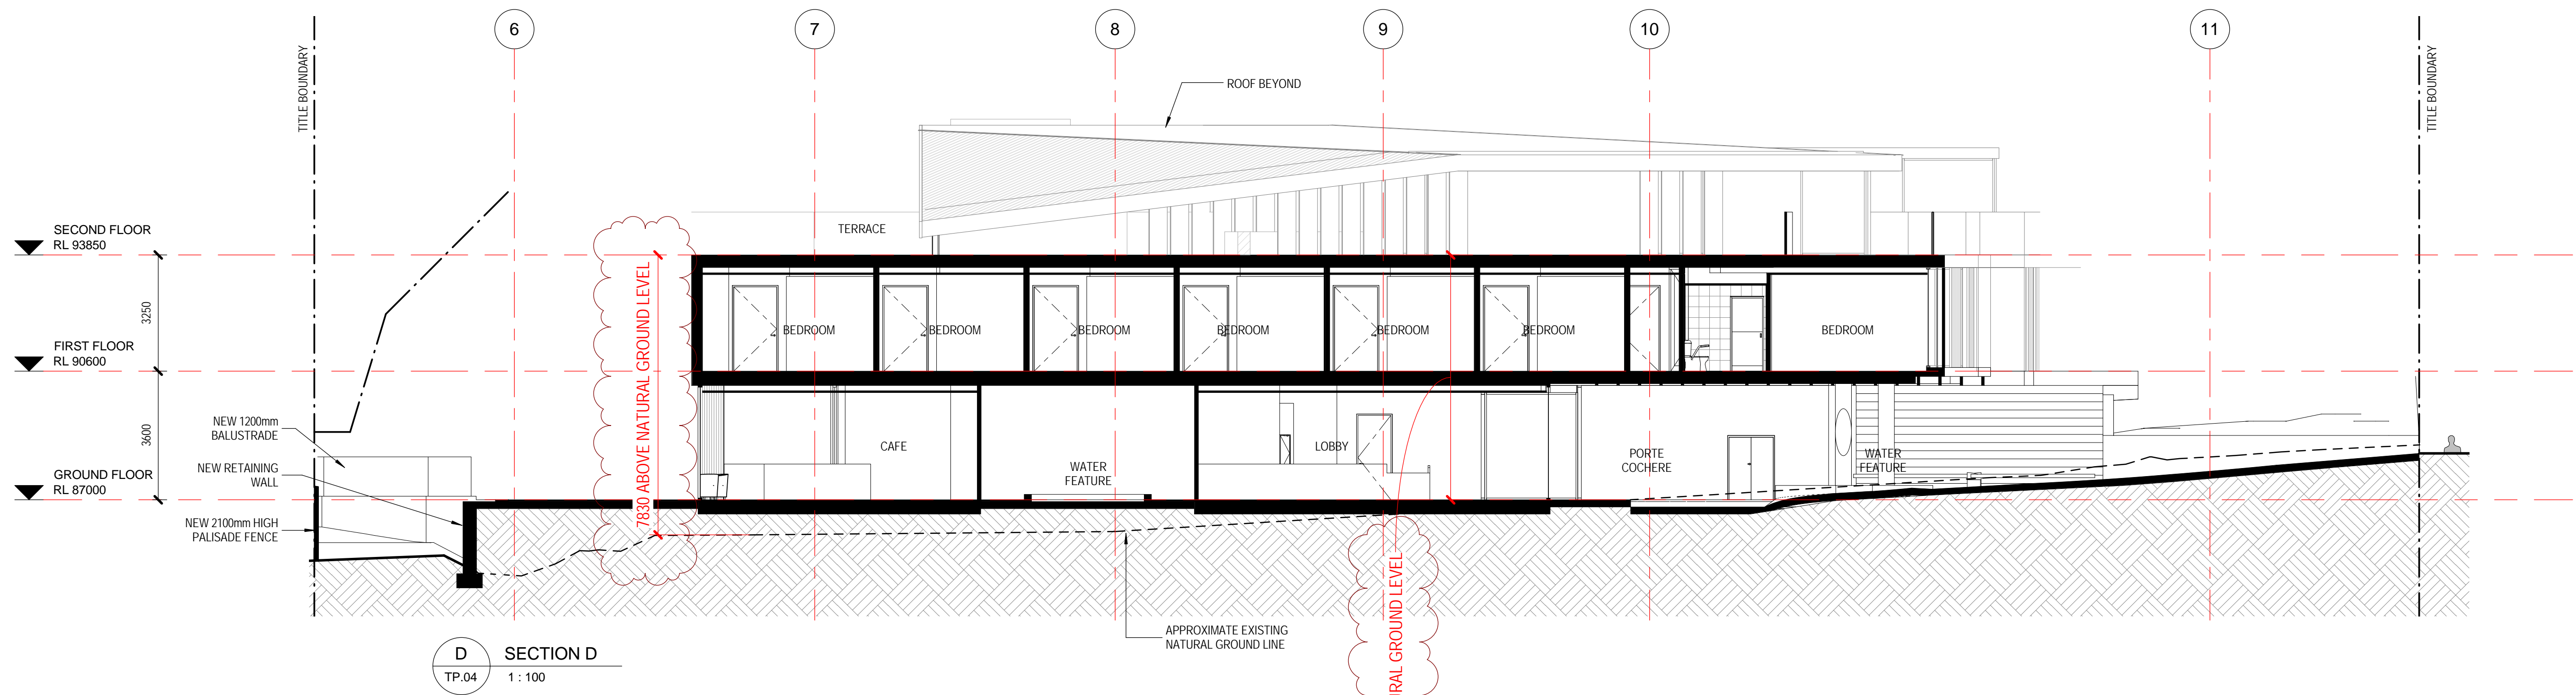 6
7
8
9
10
11
TITLE BOUNDARY
TITLE BOUNDARY
ROOF BEYOND
TERRACE
SECOND FLOOR
RL 93850
3250
FIRST FLOOR
RL 90600
3600
GROUND FLOOR
RL 87000
7830 ABOVE NATURAL GROUND LEVEL
BEDROOM
BEDROOM
BEDROOM
BEDROOM
BEDROOM
BEDROOM
BEDROOM
NEW 1200mm
BALUSTRADE
NEW RETAINING
WALL
NEW 2100mm HIGH
PALISADE FENCE
CAFE
WATER
FEATURE
LOBBY
PORTE
COCHERE
WATER
FEATURE
GROUND LEVEL
APPROXIMATE EXISTING
NATURAL GROUND LINE
D
TP.04
SECTION D
1 : 100